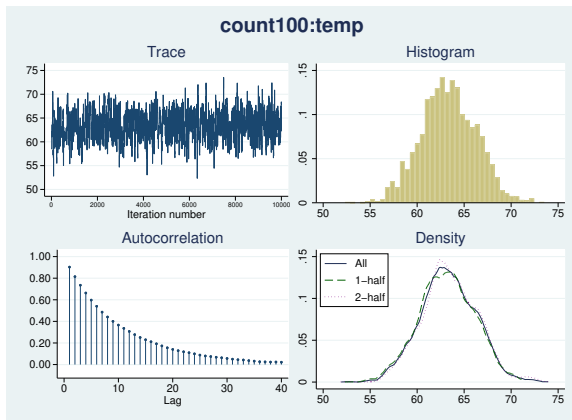 count100:temp
Trace
75
70
65
60
55
50
0 2000 4000 6000 8000 10000
Iteration number
Histogram
.15
.1
.05
0
50 55 60 65 70 75
Autocorrelation
1.00
0.80
0.60
0.40
0.20
0.00
0 10 20 30 40
Lag
Density
All
1−half
2−half
.15
.1
.05
0
50 55 60 65 70 75